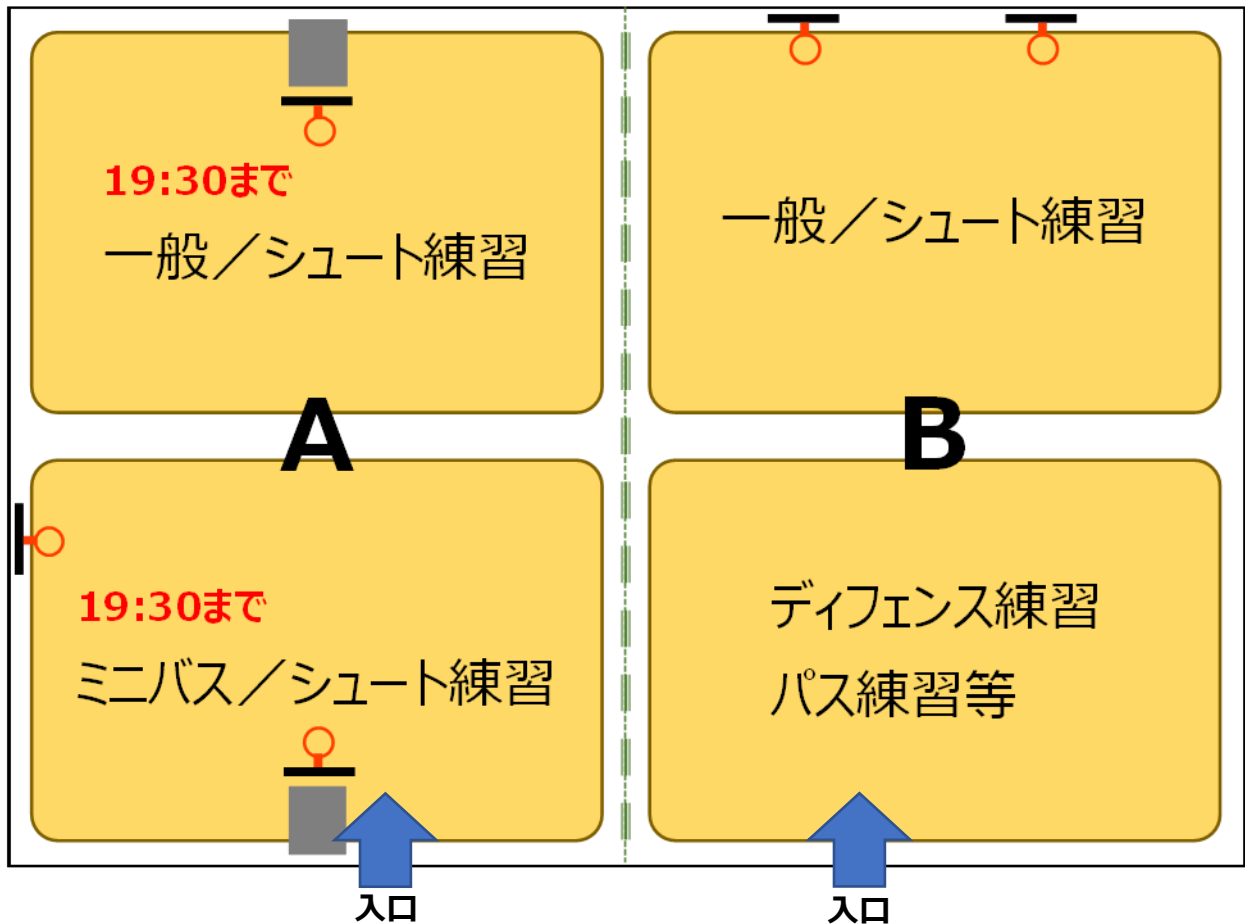 19:30まで
一般／シュート練習
一般／シュート練習
A
B
19:30まで
ミニバス／シュート練習
ディフェンス練習
パス練習等
入口
入口